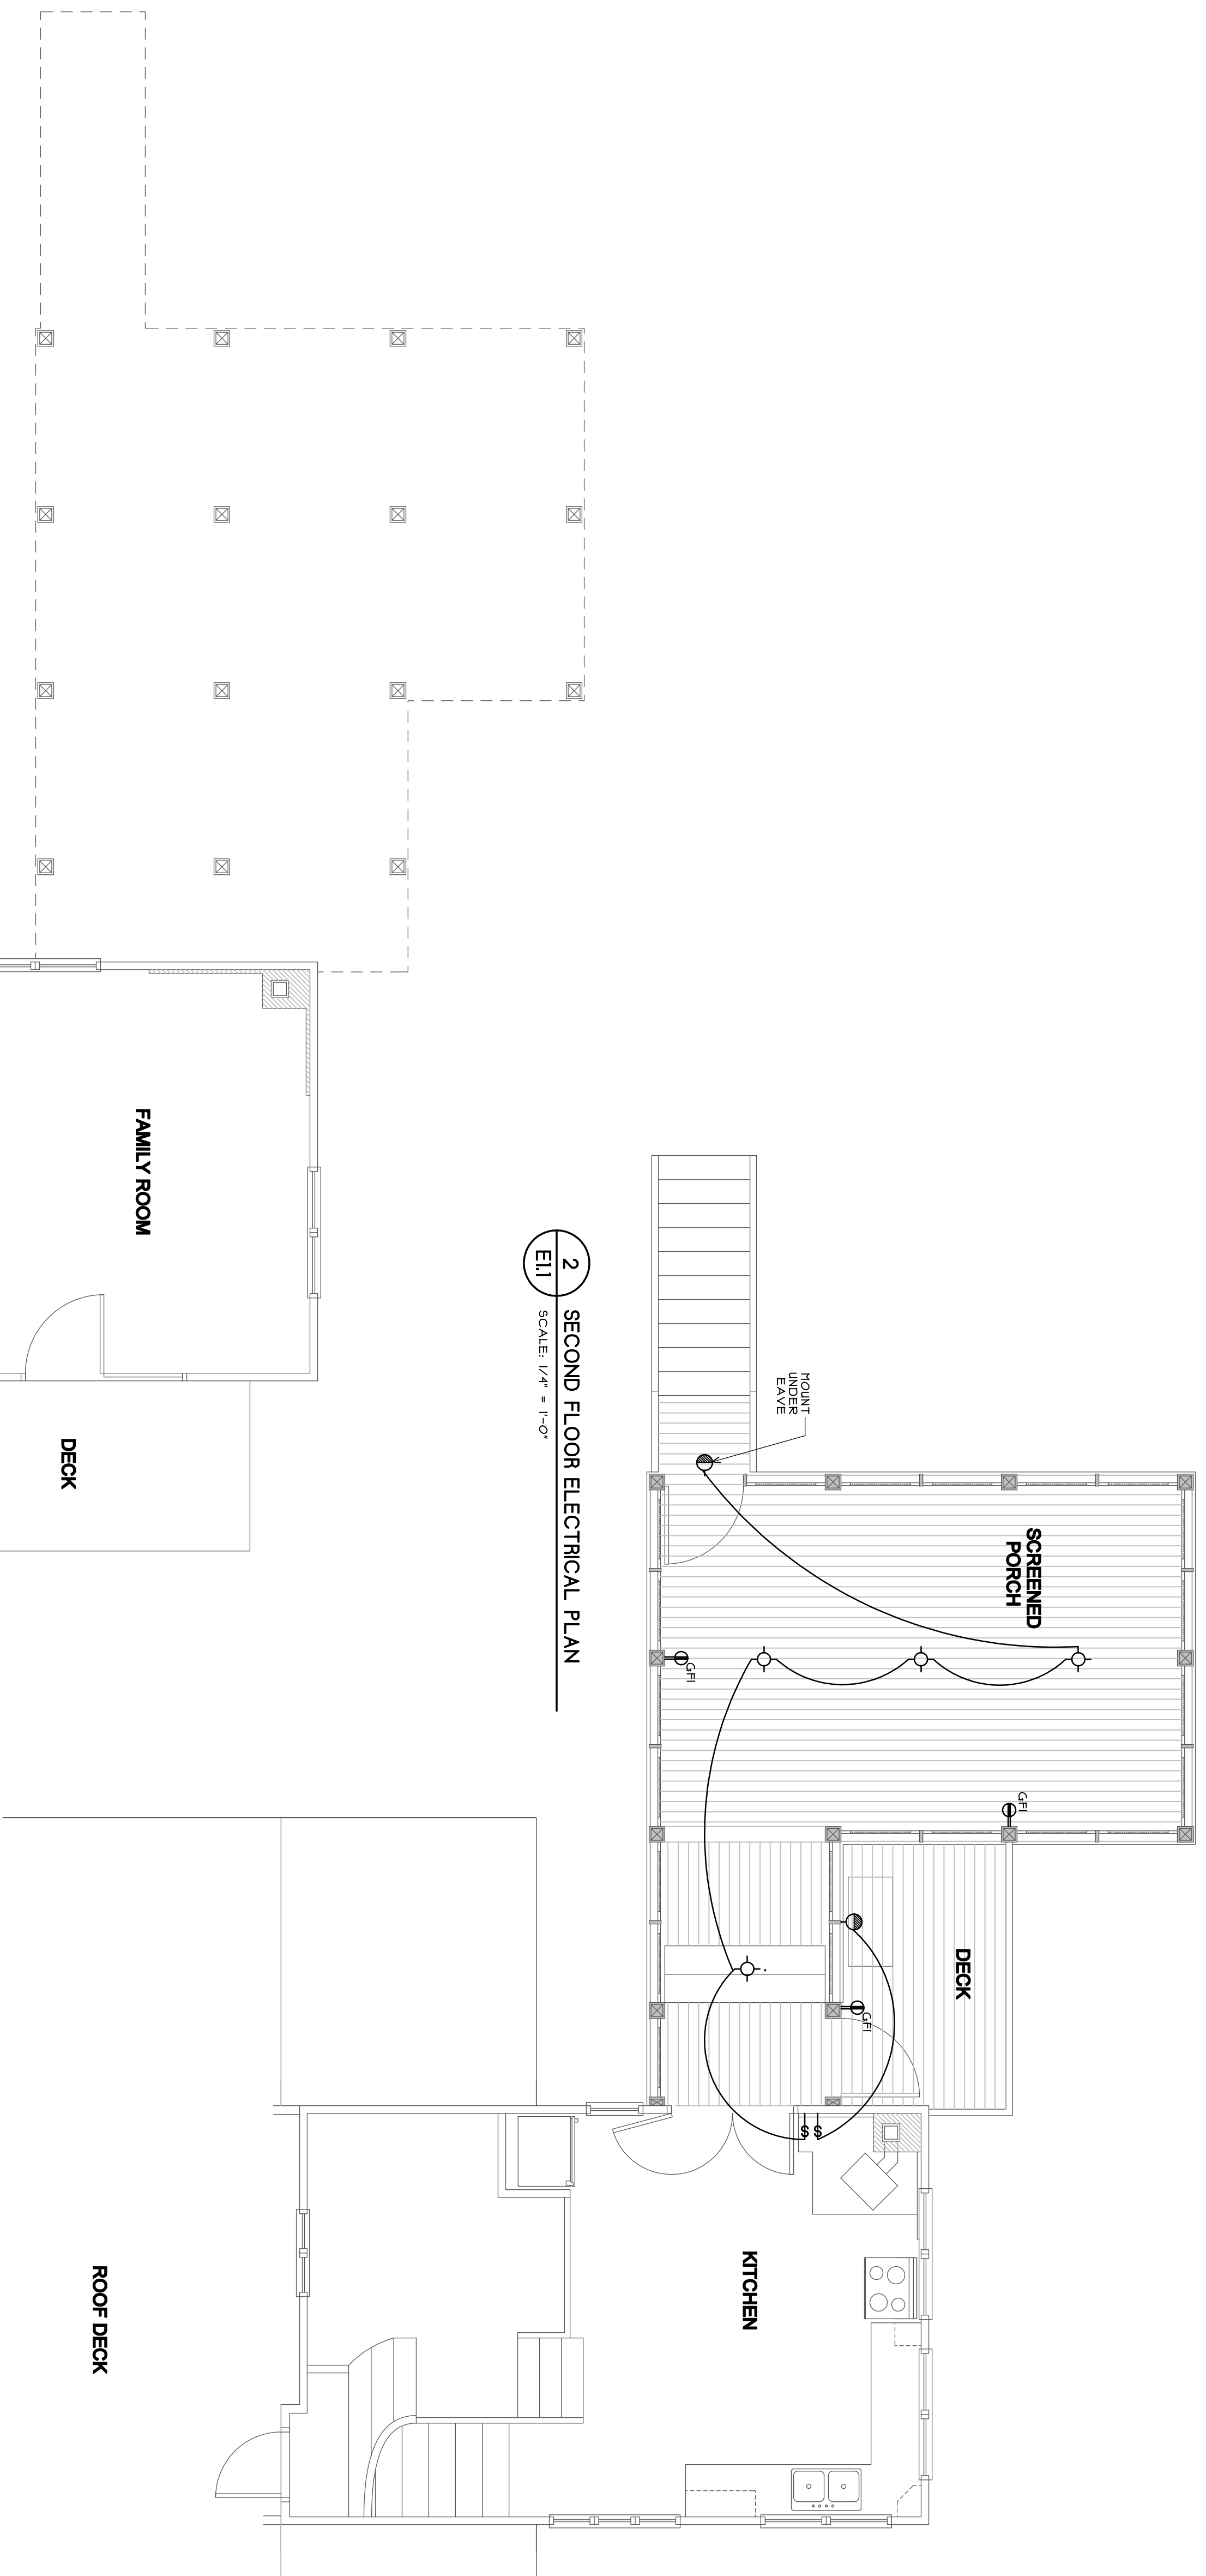 SCREENED
PORCH
GFI
GFI
DECK
GFI
MOUNT
UNDER
EAVE
$
$
KITCHEN
2
E1.1
SECOND FLOOR ELECTRICAL PLAN
SCALE: 1/4" = 1'-0"
FAMILY ROOM
DECK
ROOF DECK